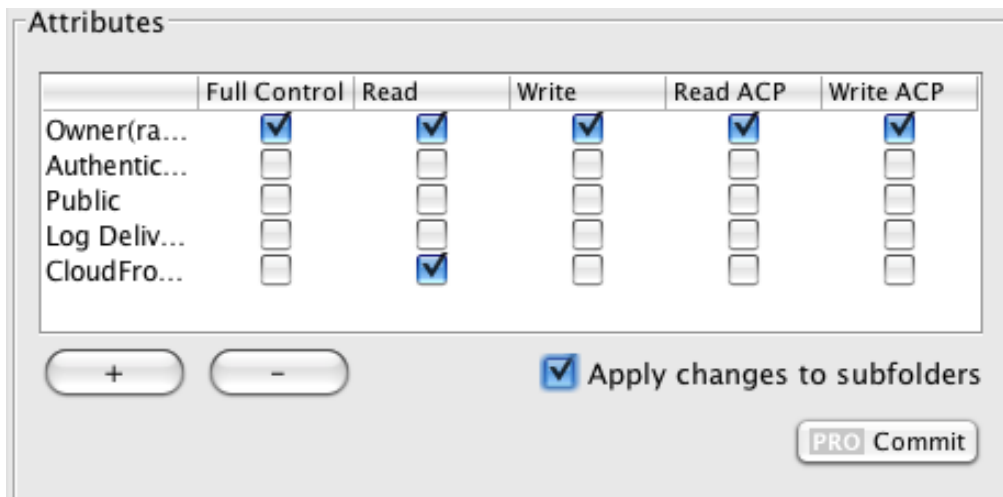 Attributes
Full Control Read Write Read ACP Write ACP
Owner(ra...
Authentic...
Public
Log Deliv...
CloudFro...
+ -
Apply changes to subfolders
PRO Commit